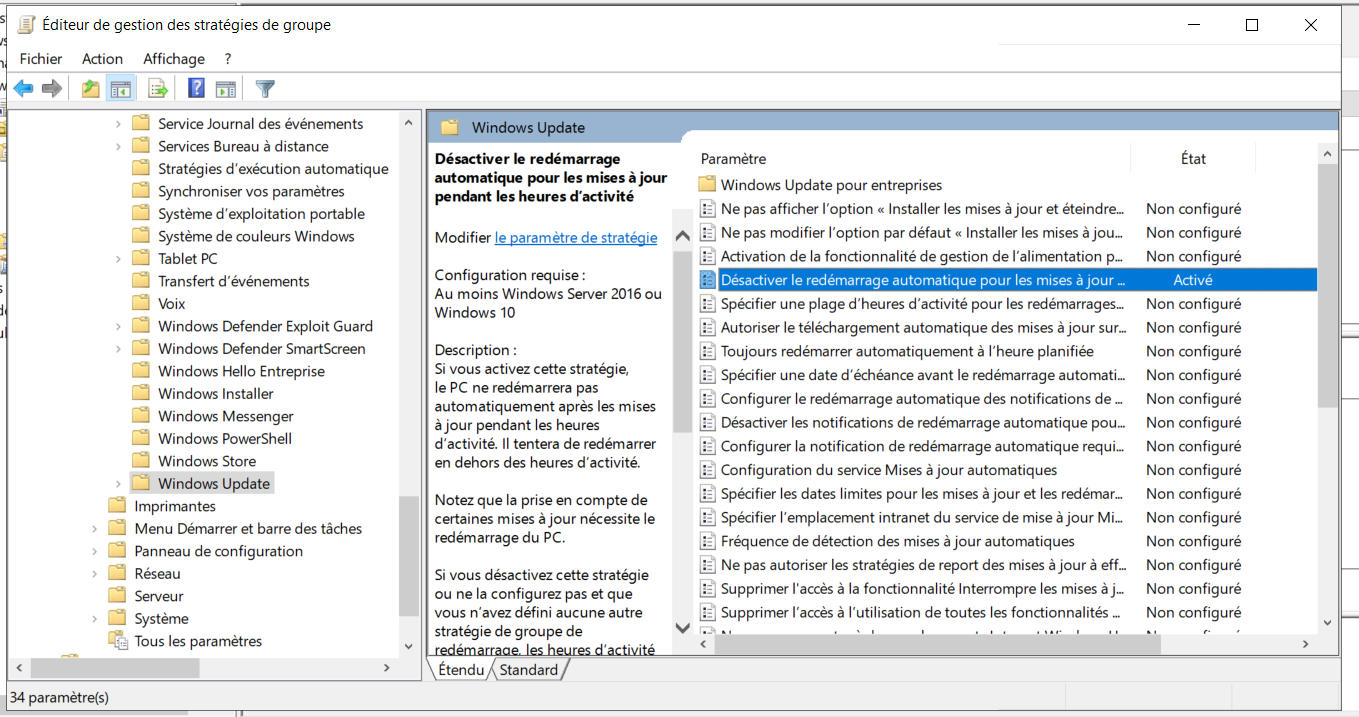 Éditeur de gestion des stratégies de groupe
Fichier Action Affichage ?
Service Journal des événements
Services Bureau à distance
Stratégies d’exécution automatique
Synchroniser vos paramètres
Système d’exploitation portable
Système de couleurs Windows
Tablet PC
Transfert d’événements
Voix
Windows Defender Exploit Guard
Windows Defender SmartScreen
Windows Hello Entreprise
Windows Installer
Windows Messenger
Windows PowerShell
Windows Store
Windows Update
Imprimantes
Menu Démarrer et barre des tâches
Panneau de configuration
Réseau
Serveur
Système
Tous les paramètres
Windows Update
Désactiver le redémarrage
automatique pour les mises à jour
pendant les heures d’activité
Modifier le paramètre de stratégie
Configuration requise :
Au moins Windows Server 2016 ou
Windows 10
Description :
Si vous activez cette stratégie,
le PC ne redémarrera pas
automatiquement après les mises
à jour pendant les heures
d’activité. Il tentera de redémarrer
en dehors des heures d’activité.
Notez que la prise en compte de
certaines mises à jour nécessite le
redémarrage du PC.
Si vous désactivez cette stratégie
ou ne la configurez pas et que
vous n’avez défini aucune autre
stratégie de groupe de
redémarrage, les heures d’activité
Paramètre État
Windows Update pour entreprises
Ne pas afficher l’option « Installer les mises à jour et éteindre... Non configuré
Ne pas modifier l’option par défaut « Installer les mises à jou... Non configuré
Activation de la fonctionnalité de gestion de l’alimentation p... Non configuré
Désactiver le redémarrage automatique pour les mises à jour ... Activé
Spécifier une plage d’heures d’activité pour les redémarrages... Non configuré
Autoriser le téléchargement automatique des mises à jour sur... Non configuré
Toujours redémarrer automatiquement à l’heure planifiée Non configuré
Spécifier une date d’échéance avant le redémarrage automati... Non configuré
Configurer le redémarrage automatique des notifications de ... Non configuré
Désactiver les notifications de redémarrage automatique pou... Non configuré
Configurer la notification de redémarrage automatique requi... Non configuré
Configuration du service Mises à jour automatiques Non configuré
Spécifier les dates limites pour les mises à jour et les redémar... Non configuré
Spécifier l’emplacement intranet du service de mise à jour Mi... Non configuré
Fréquence de détection des mises à jour automatiques Non configuré
Ne pas autoriser les stratégies de report des mises à jour à eff... Non configuré
Supprimer l'accès à la fonctionnalité Interrompre les mises à j... Non configuré
Supprimer l’accès à l’utilisation de toutes les fonctionnalités ... Non configuré
Étendu Standard
34 paramètre(s)